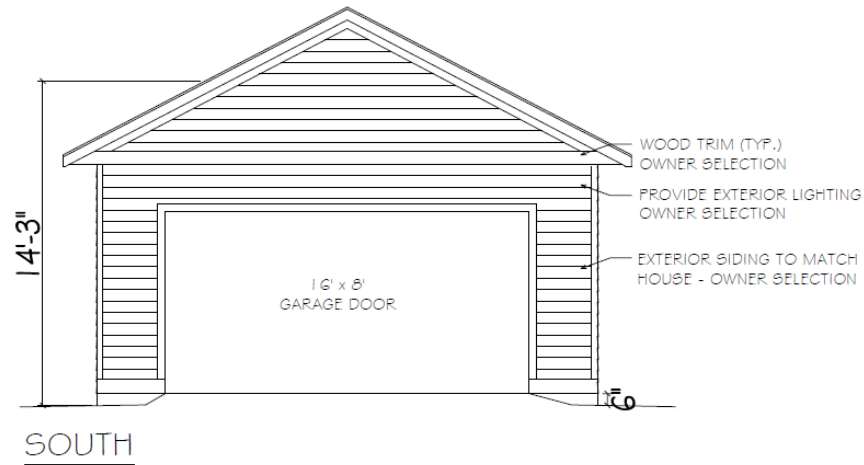 WOOD TRIM (TYP.)
OWNER SELECTION
PROVIDE EXTERIOR LIGHTING
OWNER SELECTION
14'-3"
EXTERIOR SIDING TO MATCH
HOUSE - OWNER SELECTION
16' x 8'
GARAGE DOOR
6"
SOUTH